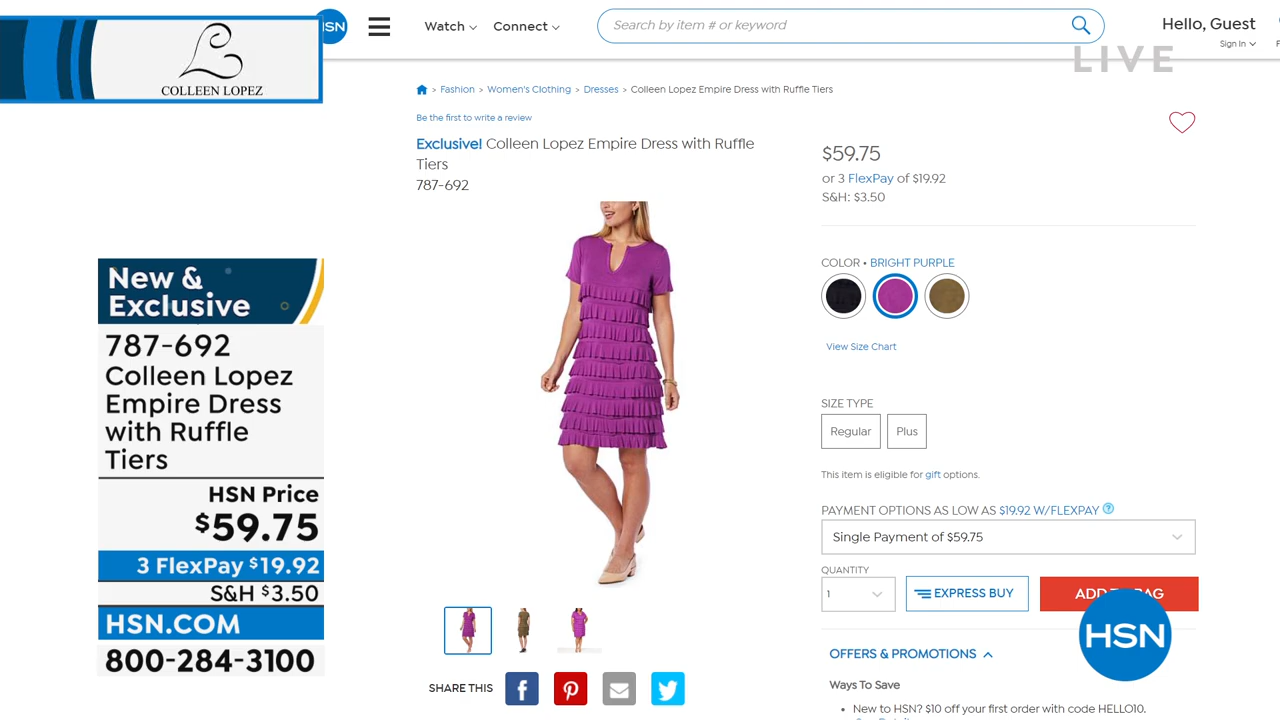 COLLEEN LOPEZ
HSN
Watch
Connect
Search by item # or keyword
Hello, Guest
Sign In
LIVE
> Fashion > Women's Clothing > Dresses > Colleen Lopez Empire Dress with Ruffle Tiers
Be the first to write a review
Exclusive! Colleen Lopez Empire Dress with Ruffle
Tiers
787-692
$59.75
or 3 FlexPay of $19.92
S&H: $3.50
COLOR • BRIGHT PURPLE
View Size Chart
SIZE TYPE
Regular
Plus
This item is eligible for gift options.
PAYMENT OPTIONS AS LOW AS $19.92 W/FLEXPAY ?
Single Payment of $59.75
QUANTITY
1
EXPRESS BUY
HSN
OFFERS & PROMOTIONS
Ways To Save
• New to HSN? $10 off your first order with code HELLO10.
SHARE THIS
New &
Exclusive
787-692
Colleen Lopez
Empire Dress
with Ruffle
Tiers
HSN Price
$59.75
3 FlexPay $19.92
S&H $3.50
HSN.COM
800-284-3100